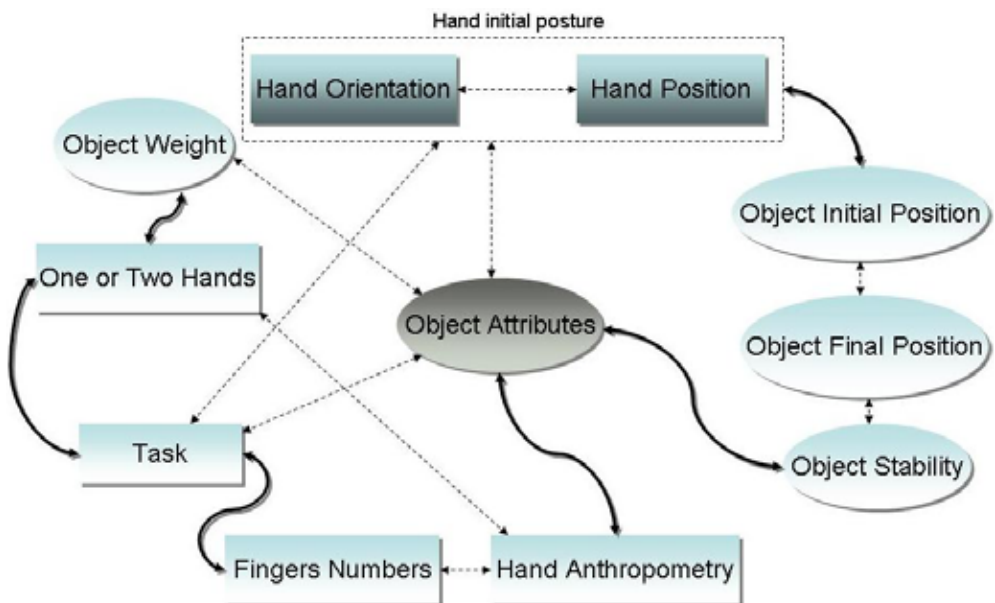 Hand initial posture
Hand Orientation
Hand Position
Object Weight
Object Initial Position
One or Two Hands
Object Attributes
Object Final Position
Task
Object Stability
Fingers Numbers
Hand Anthropometry